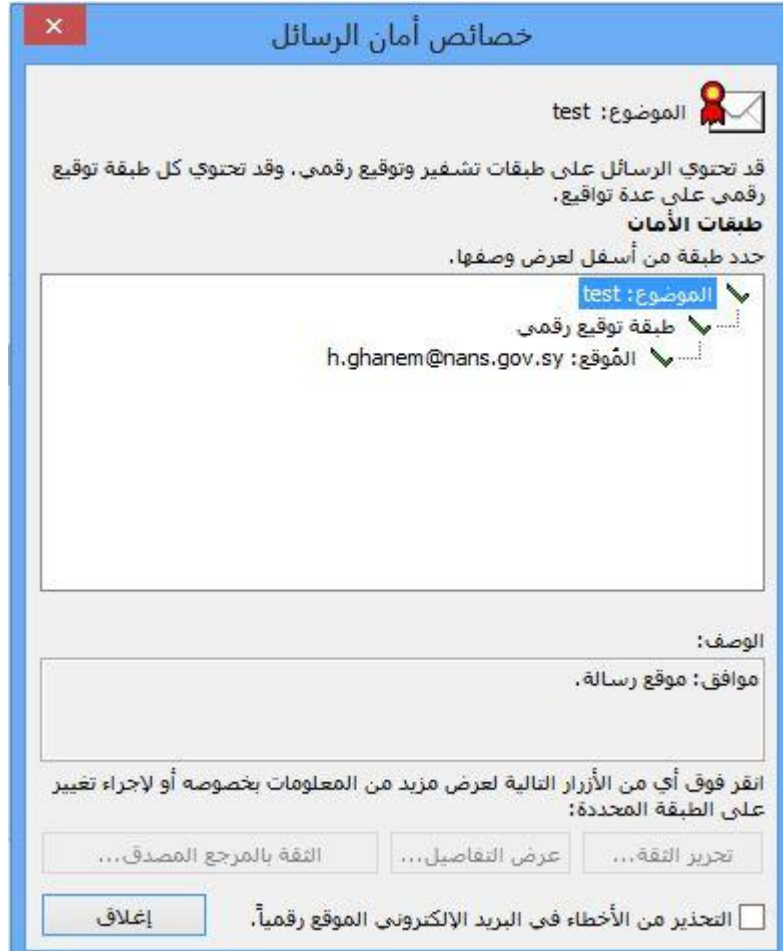 خصائص أمان الرسائل
الموضوع: test
قد تحتوي الرسائل على طبقات تشفير وتوقيع رقمي. وقد تحتوي كل طبقة توقيع
رقمي على عدة تواقيع.
طبقات الأمان
حدد طبقة من أسفل لعرض وصفها.
الموضوع: test
طبقة توقيع رقمي
المُوقع: h.ghanem@nans.gov.sy
الوصف:
موافق: موقع رسالة.
انقر فوق أي من الأزرار التالية لعرض مزيد من المعلومات بخصوصه أو لإجراء تغيير
على الطبقة المحددة:
تحرير الثقة... عرض التفاصيل... الثقة بالمرجع المصدق...
التحذير من الأخطاء في البريد الإلكتروني الموقع رقمياً. إغلاق